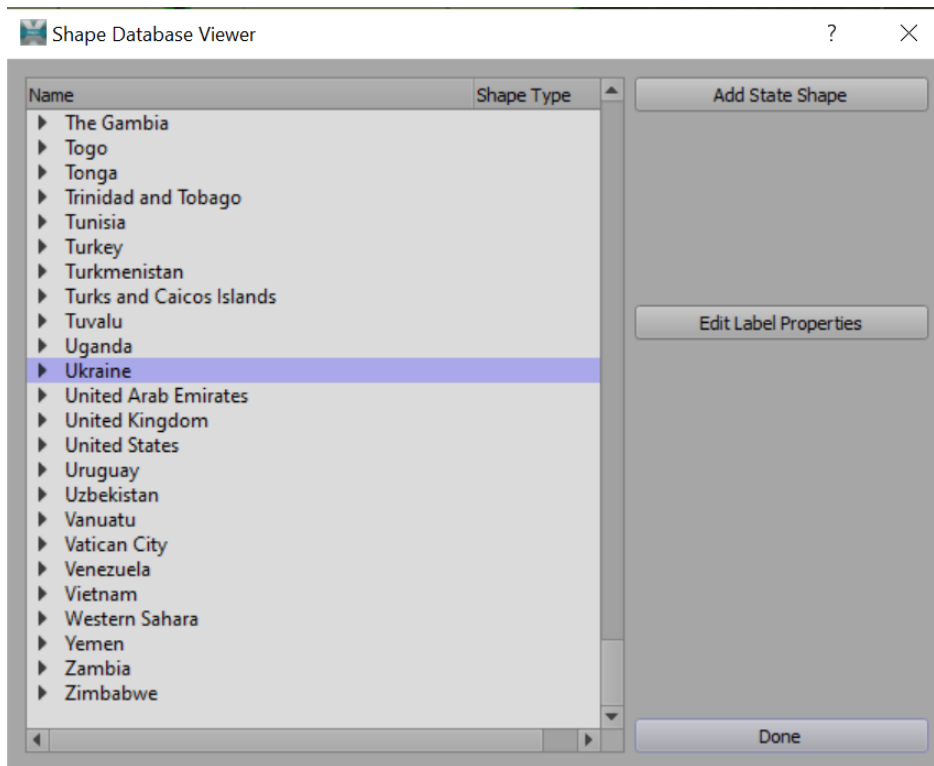 Shape Database Viewer
?
Name Shape Type
Add State Shape
The Gambia
Togo
Tonga
Trinidad and Tobago
Tunisia
Turkey
Turkmenistan
Turks and Caicos Islands
Tuvalu
Edit Label Properties
Uganda
Ukraine
United Arab Emirates
United Kingdom
United States
Uruguay
Uzbekistan
Vanuatu
Vatican City
Venezuela
Vietnam
Western Sahara
Yemen
Zambia
Zimbabwe
Done